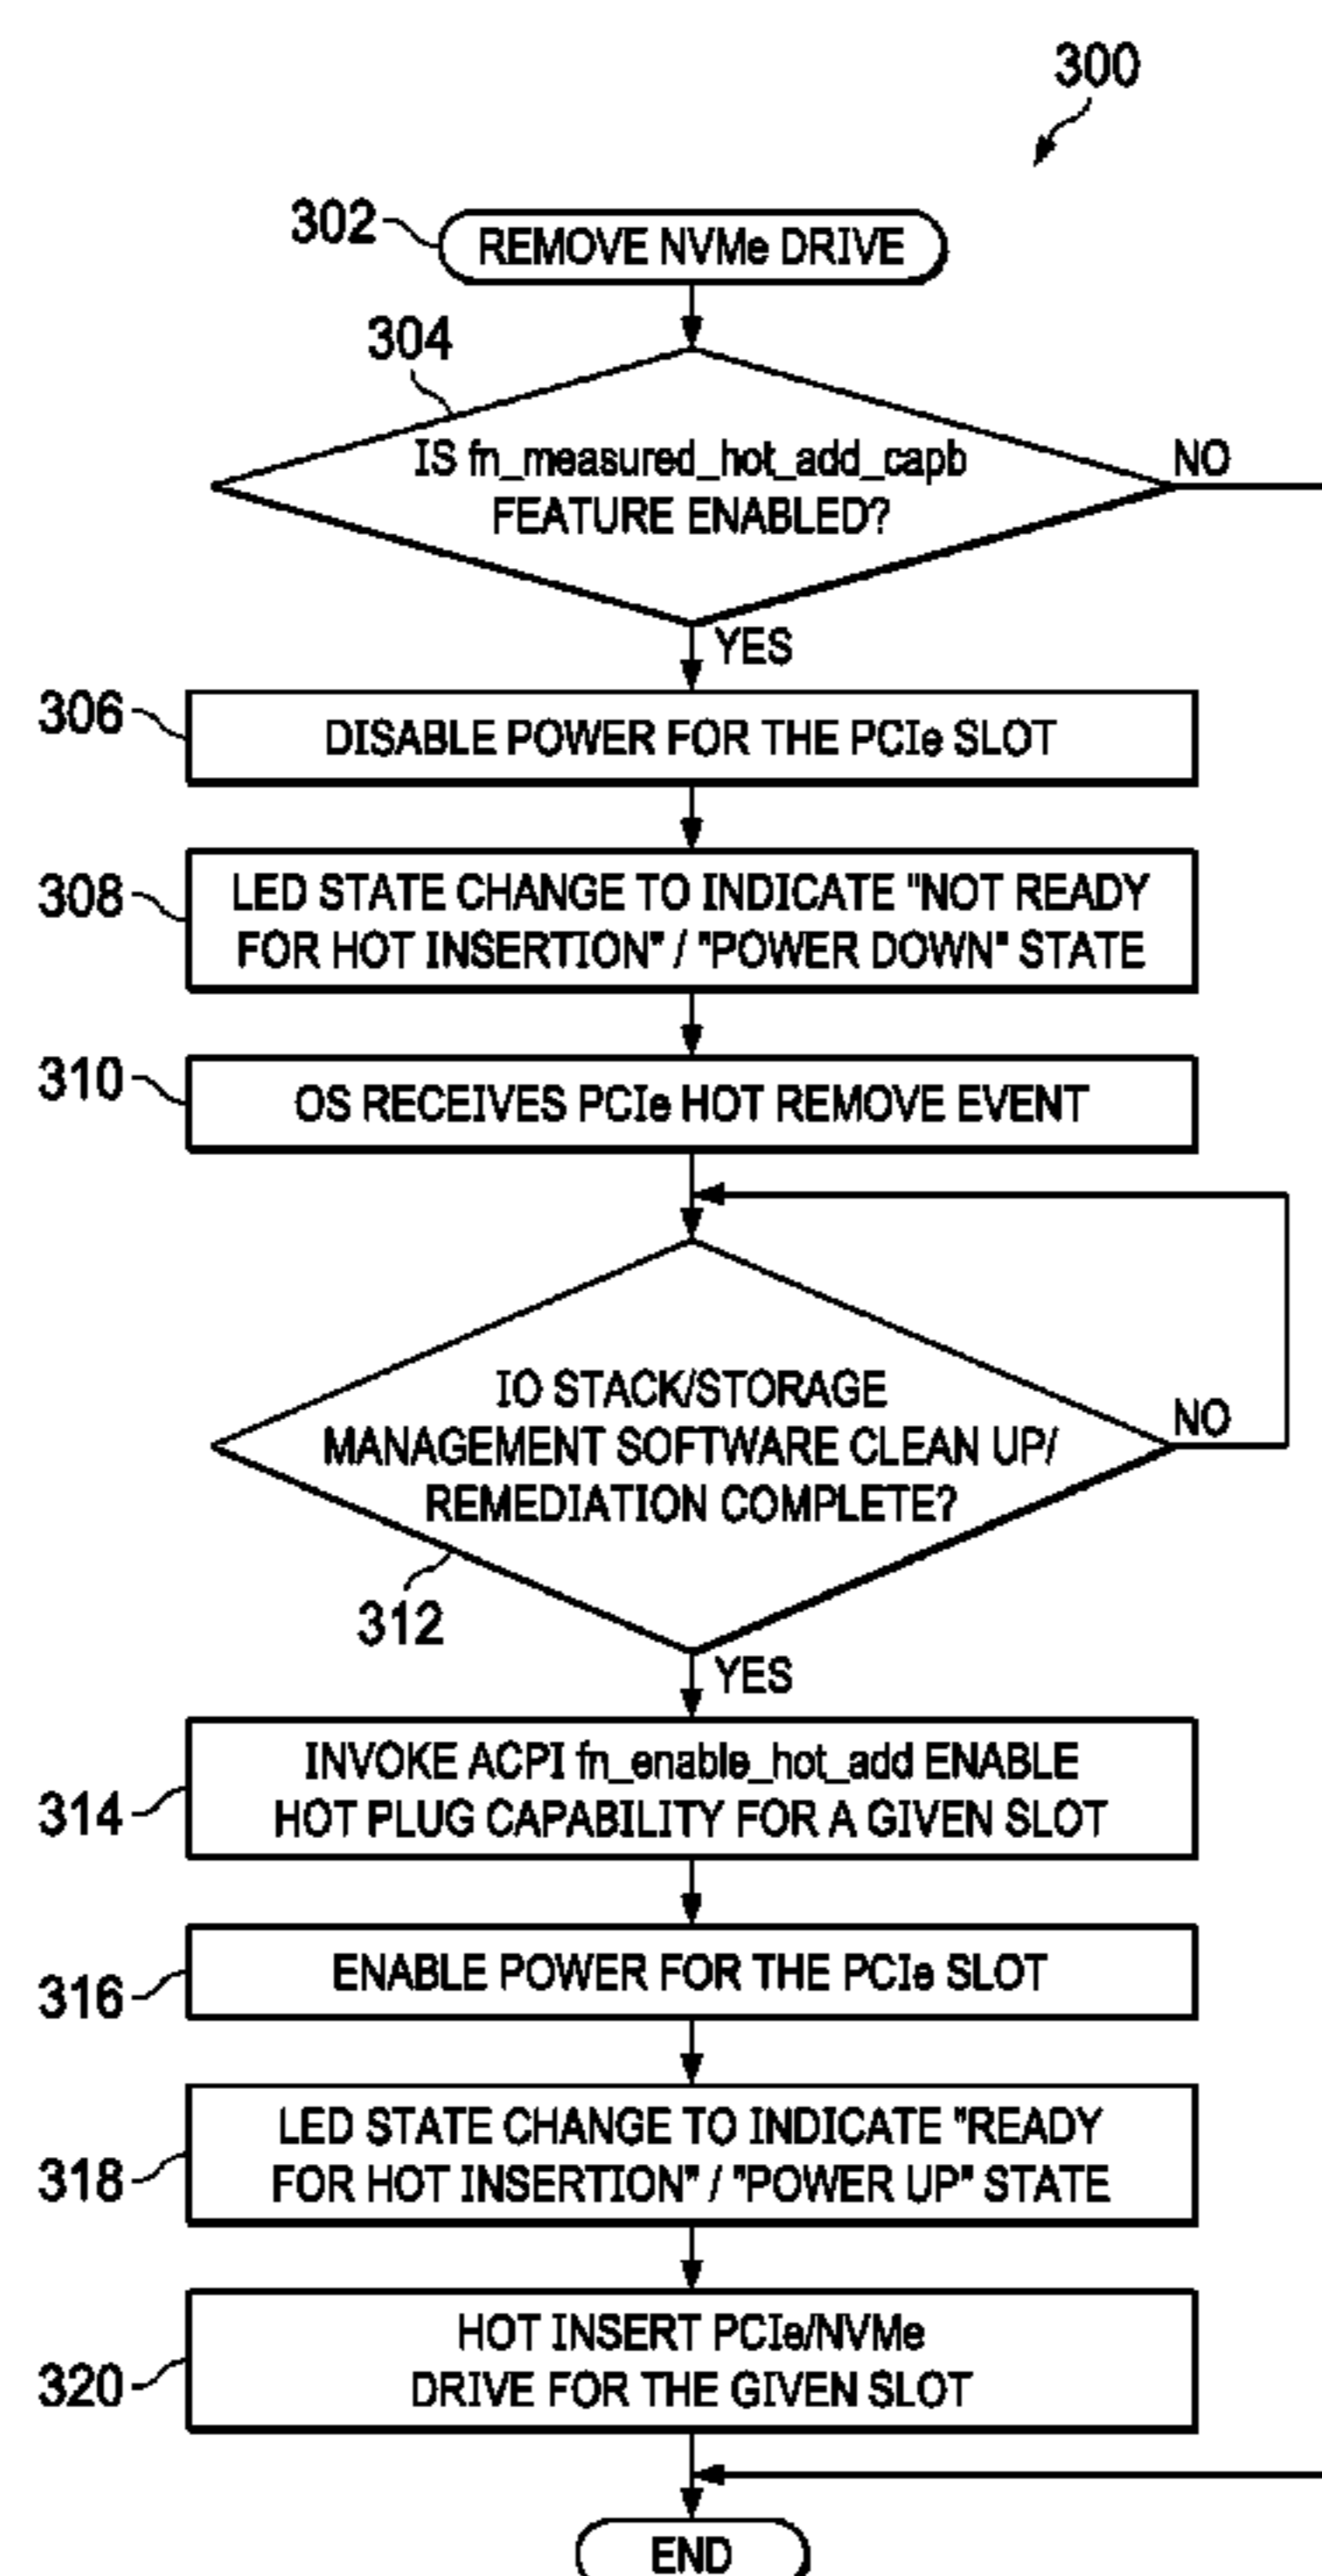 300
302
REMOVE NVMe DRIVE
304
IS fn_measured_hot_add_capb
FEATURE ENABLED?
NO
YES
306
DISABLE POWER FOR THE PCIe SLOT
308
LED STATE CHANGE TO INDICATE "NOT READY
FOR HOT INSERTION" / "POWER DOWN" STATE
310
OS RECEIVES PCIe HOT REMOVE EVENT
IO STACK/STORAGE
MANAGEMENT SOFTWARE CLEAN UP/
REMEDIATION COMPLETE?
NO
312
YES
314
INVOKE ACPI fn_enable_hot_add ENABLE
HOT PLUG CAPABILITY FOR A GIVEN SLOT
316
ENABLE POWER FOR THE PCIe SLOT
318
LED STATE CHANGE TO INDICATE "READY
FOR HOT INSERTION" / "POWER UP" STATE
320
HOT INSERT PCIe/NVMe
DRIVE FOR THE GIVEN SLOT
END